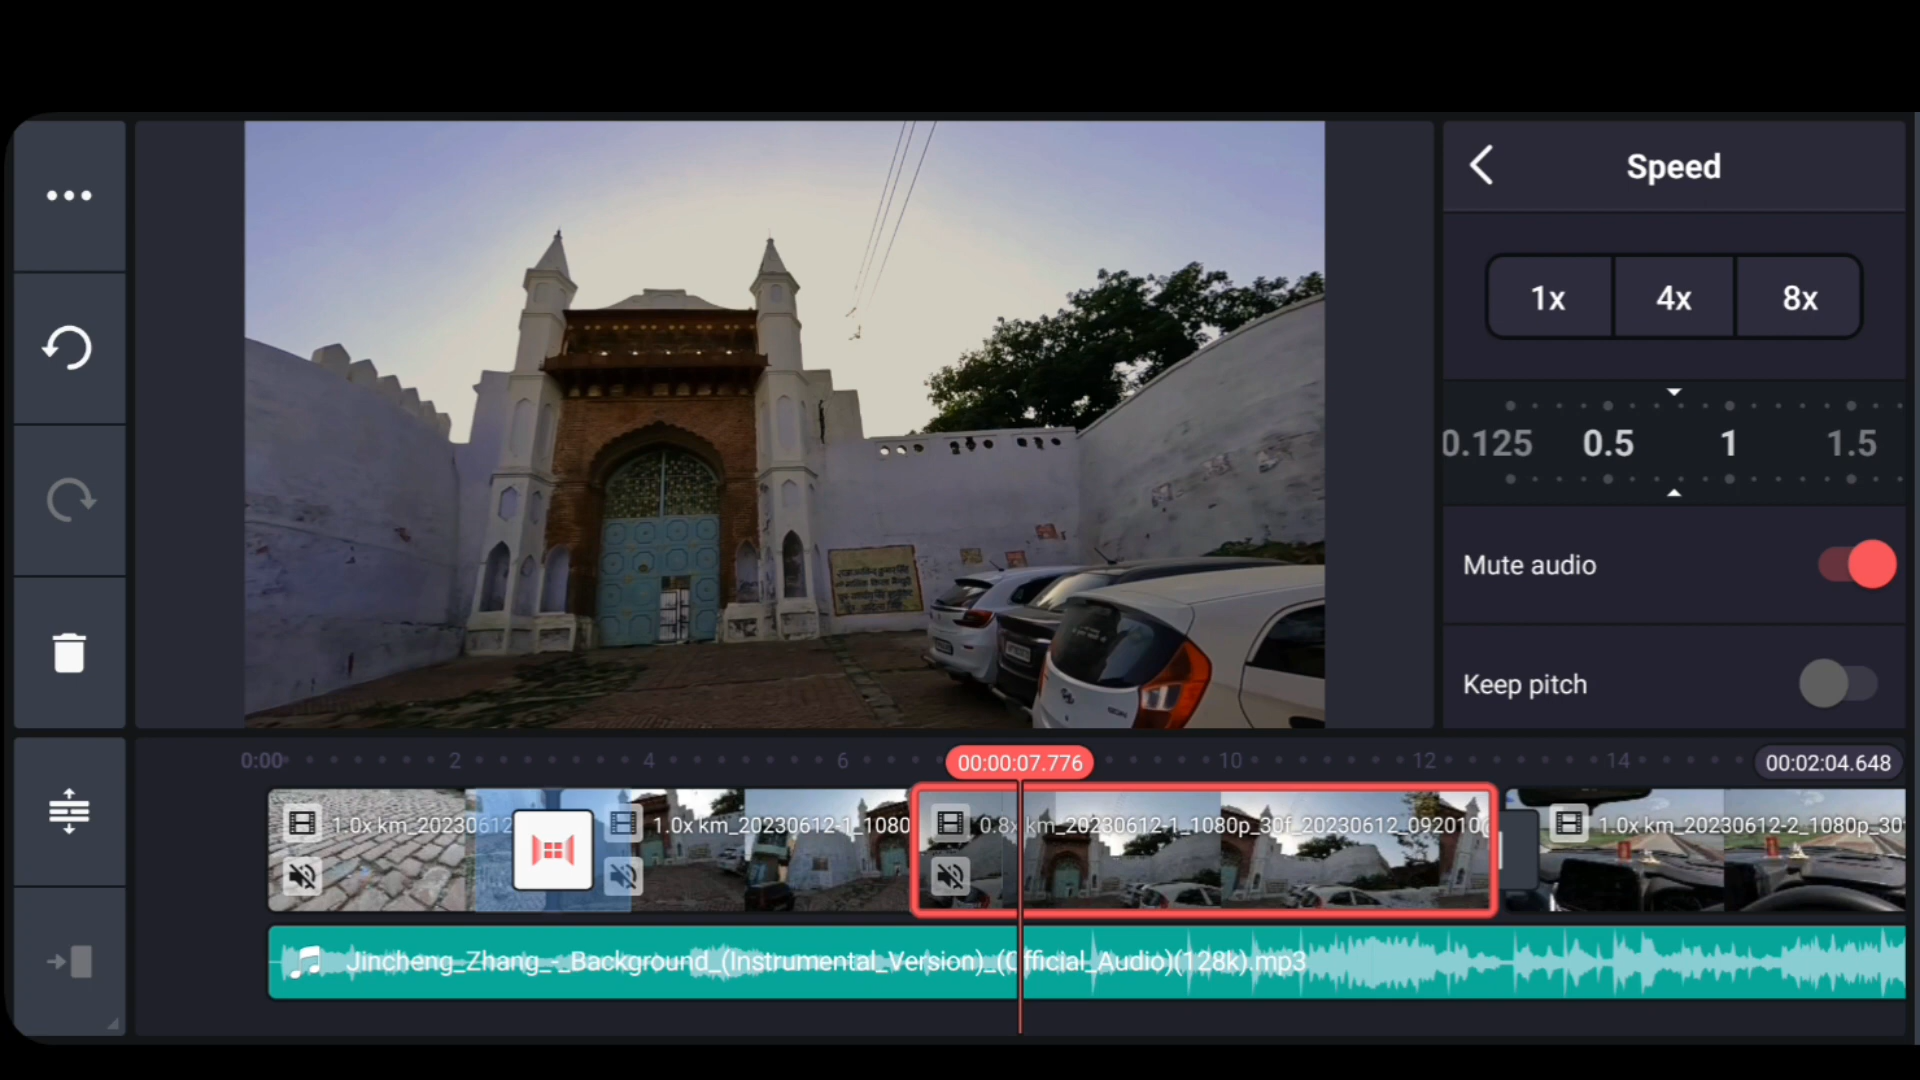 Speed
1x 4x 8x
0.125 0.5 1 1.5
Mute audio
Keep pitch
0:00 2 4 6 00:00:07.776 10 12 14 00:02:04.648
1.0x km_20230612 1.0x km_20230612-1_1080 0.8x km_20230612-1_1080p_30f_20230612_092010( 1.0x km_20230612-2_1080p_30
Jincheng_Zhang_-_Background_(Instrumental_Version)_(Official_Audio)(128k).mp3